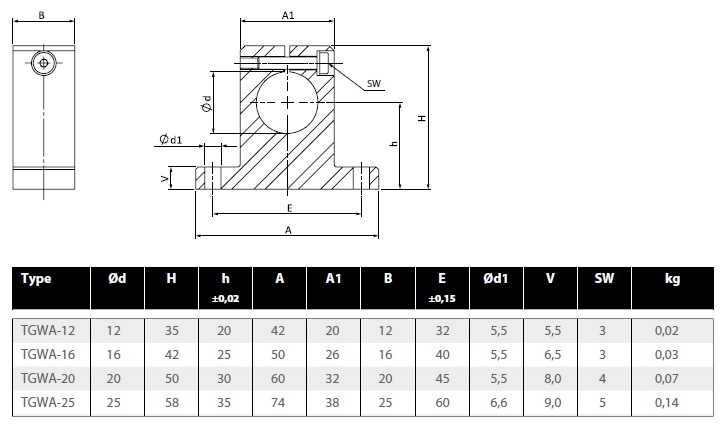 B
A1
SW
Ød
H
h
Ød1
V
E
A
Type Ød H h A A1 B E Ød1 V SW kg
±0,02 ±0,15
TGWA-12 12 35 20 42 20 12 32 5,5 5,5 3 0,02
TGWA-16 16 42 25 50 26 16 40 5,5 6,5 3 0,03
TGWA-20 20 50 30 60 32 20 45 5,5 8,0 4 0,07
TGWA-25 25 58 35 74 38 25 60 6,6 9,0 5 0,14